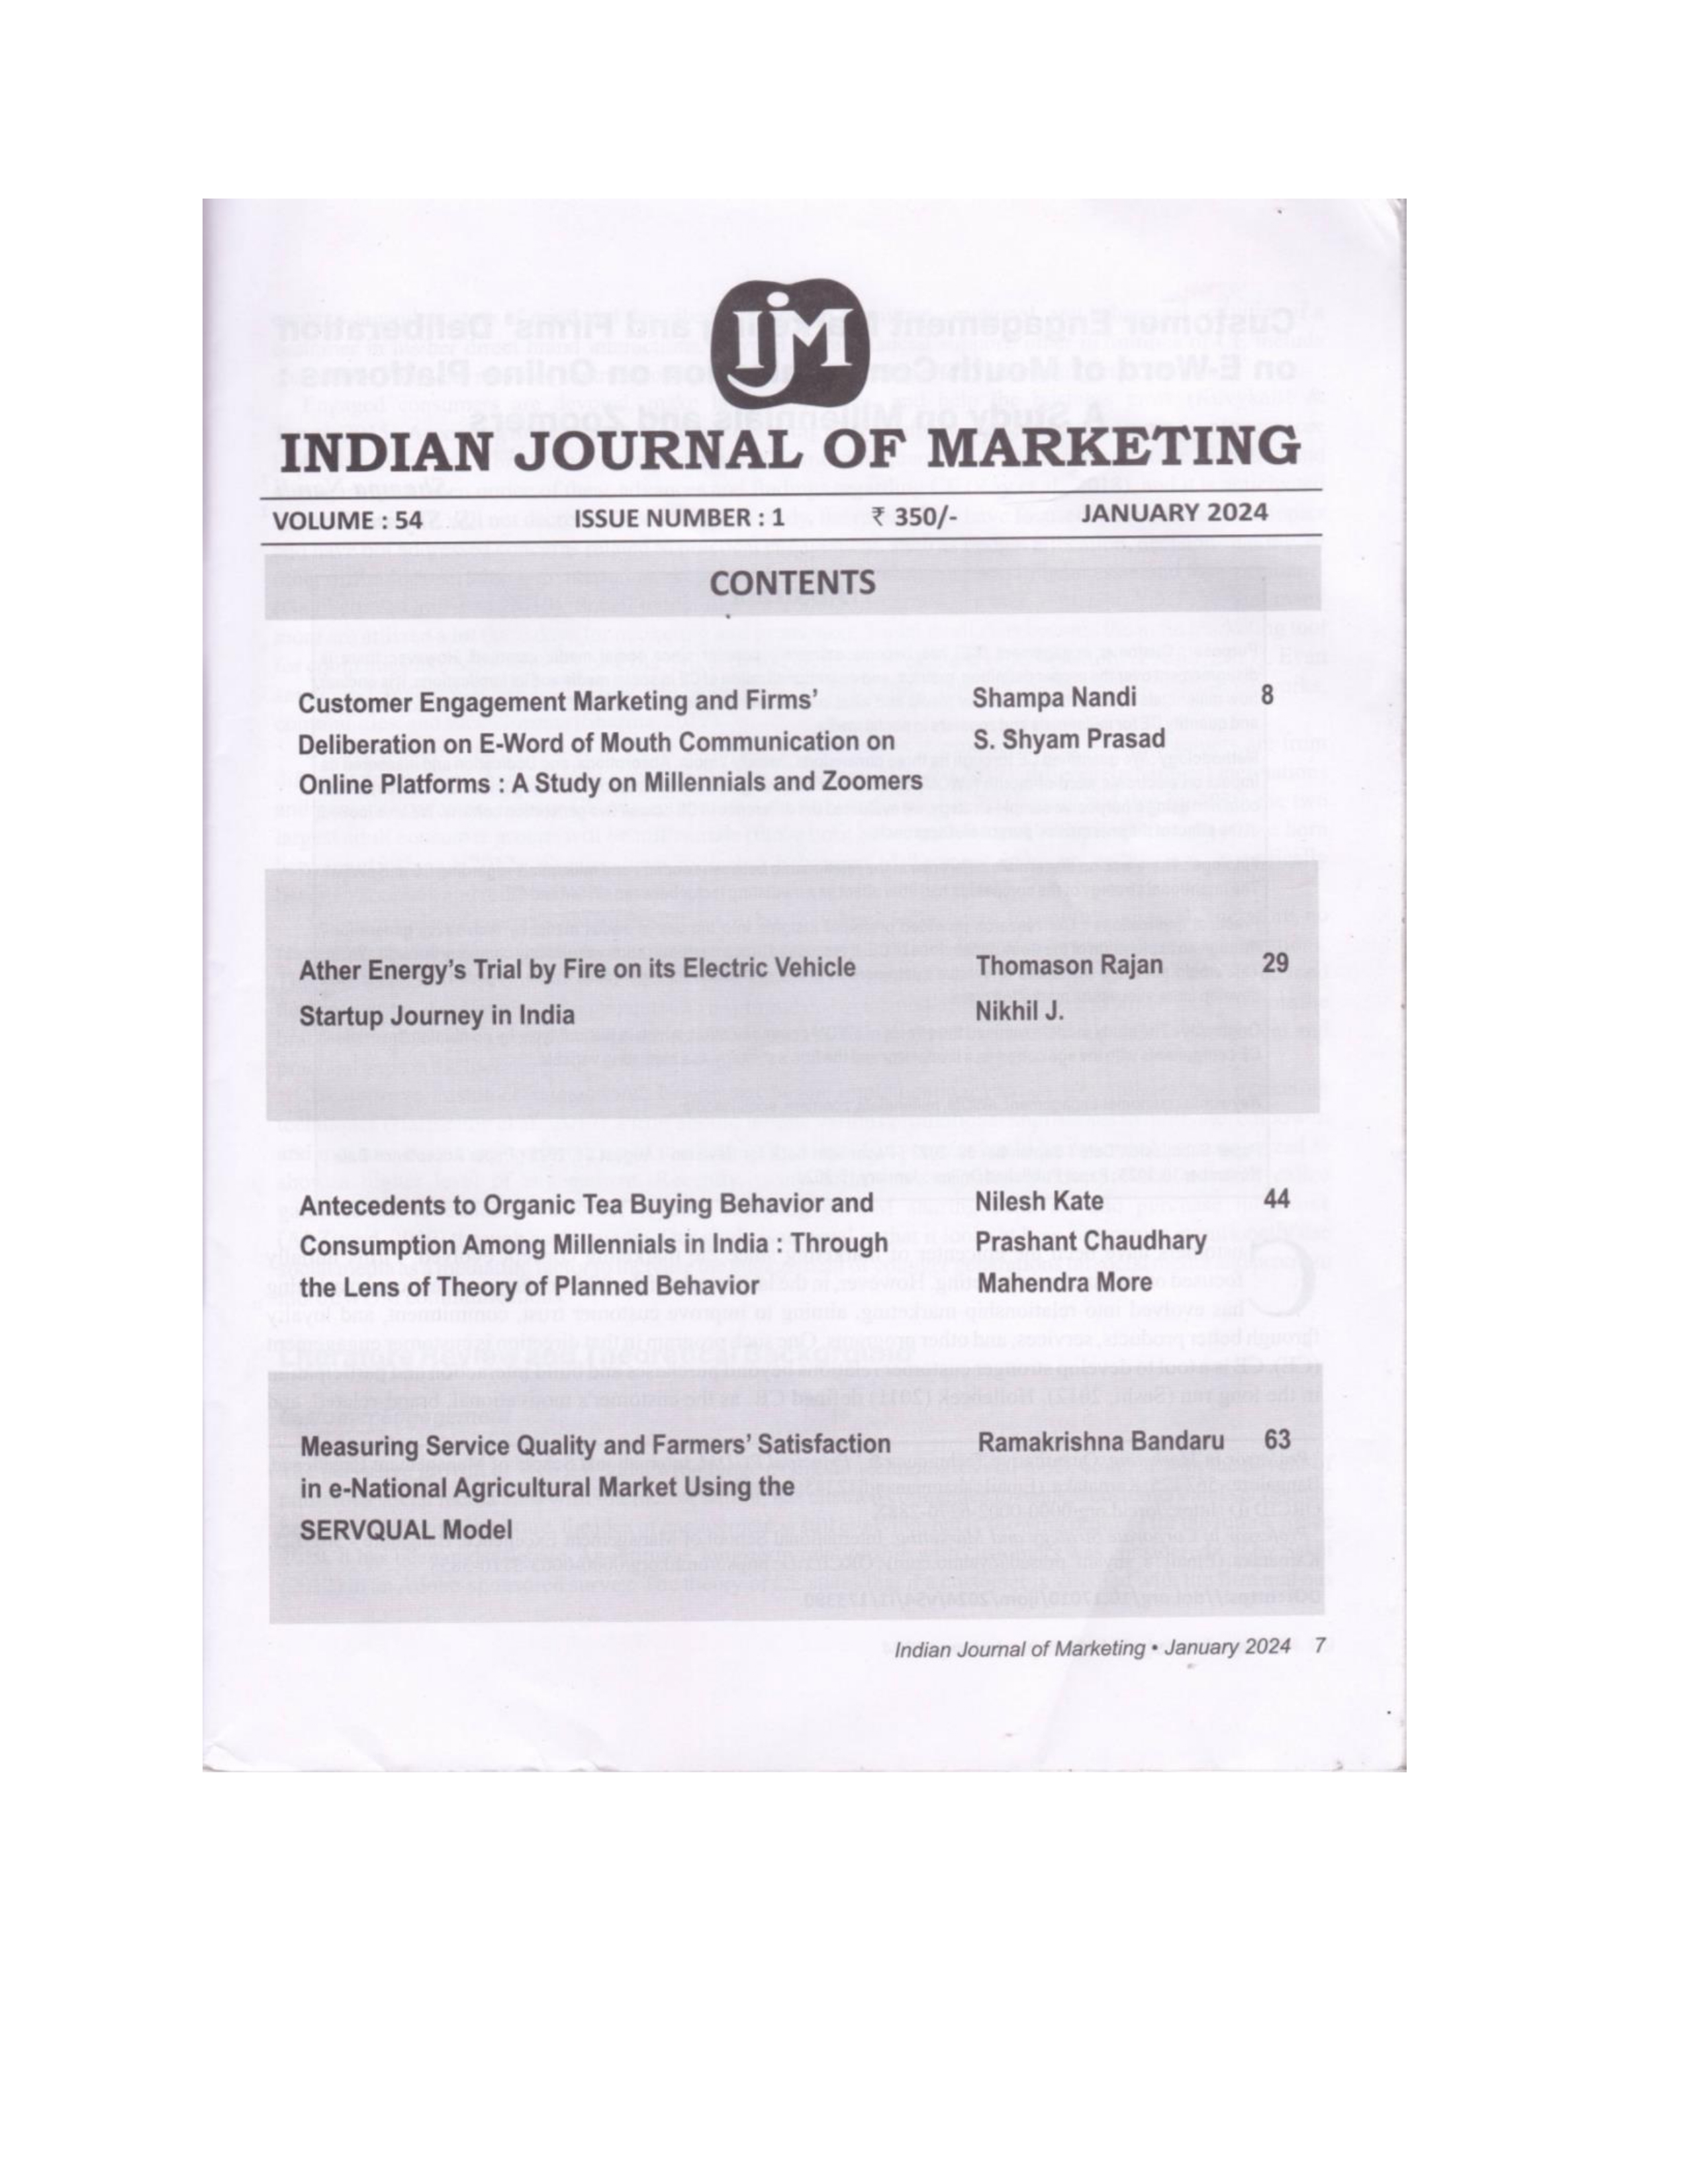 IJM
INDIAN JOURNAL OF MARKETING
VOLUME : 54 ISSUE NUMBER : 1 ₹ 350/- JANUARY 2024
CONTENTS
Customer Engagement Marketing and Firms’ Shampa Nandi 8
Deliberation on E-Word of Mouth Communication on S. Shyam Prasad
Online Platforms : A Study on Millennials and Zoomers
Ather Energy’s Trial by Fire on its Electric Vehicle Thomason Rajan 29
Startup Journey in India Nikhil J.
Antecedents to Organic Tea Buying Behavior and Nilesh Kate 44
Consumption Among Millennials in India : Through Prashant Chaudhary
the Lens of Theory of Planned Behavior Mahendra More
Measuring Service Quality and Farmers’ Satisfaction Ramakrishna Bandaru 63
in e-National Agricultural Market Using the
SERVQUAL Model
Indian Journal of Marketing • January 2024 7